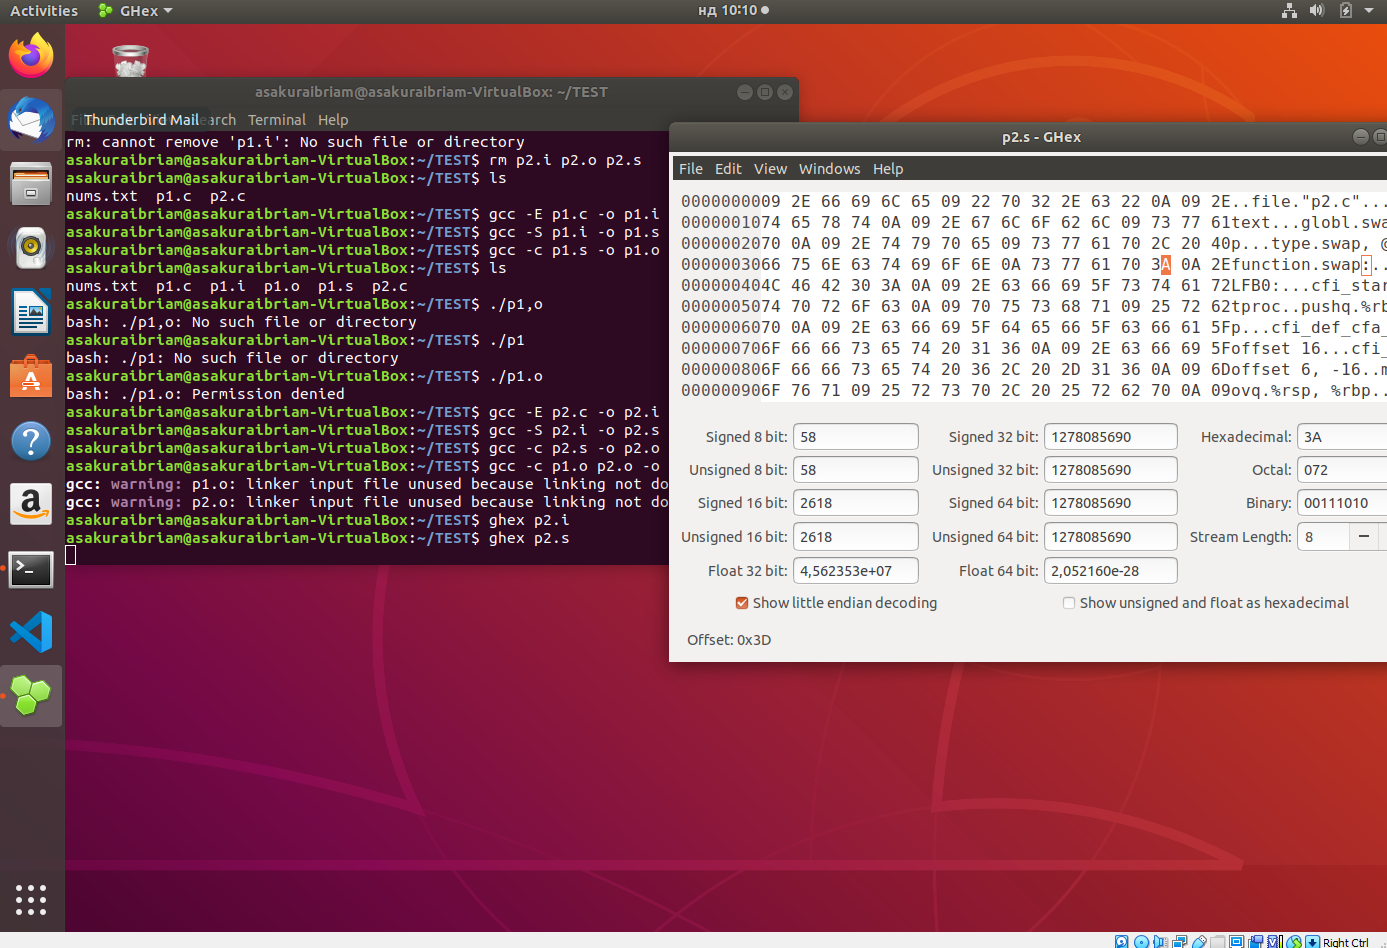 Activities GHex нд 10:10
asakuraibriam@asakuraibriam-VirtualBox: ~/TEST
Thunderbird Mail earch Terminal Help
rm: cannot remove 'p1.i': No such file or directory
asakuraibriam@asakuraibriam-VirtualBox:~/TEST$ rm p2.i p2.o p2.s
asakuraibriam@asakuraibriam-VirtualBox:~/TEST$ ls
nums.txt p1.c p2.c
asakuraibriam@asakuraibriam-VirtualBox:~/TEST$ gcc -E p1.c -o p1.i
asakuraibriam@asakuraibriam-VirtualBox:~/TEST$ gcc -S p1.i -o p1.s
asakuraibriam@asakuraibriam-VirtualBox:~/TEST$ gcc -c p1.s -o p1.o
asakuraibriam@asakuraibriam-VirtualBox:~/TEST$ ls
nums.txt p1.c p1.i p1.o p1.s p2.c
asakuraibriam@asakuraibriam-VirtualBox:~/TEST$ ./p1,o
bash: ./p1,o: No such file or directory
asakuraibriam@asakuraibriam-VirtualBox:~/TEST$ ./p1
bash: ./p1: No such file or directory
asakuraibriam@asakuraibriam-VirtualBox:~/TEST$ ./p1.o
bash: ./p1.o: Permission denied
asakuraibriam@asakuraibriam-VirtualBox:~/TEST$ gcc -E p2.c -o p2.i
asakuraibriam@asakuraibriam-VirtualBox:~/TEST$ gcc -S p2.i -o p2.s
asakuraibriam@asakuraibriam-VirtualBox:~/TEST$ gcc -c p2.s -o p2.o
asakuraibriam@asakuraibriam-VirtualBox:~/TEST$ gcc -c p1.o p2.o -o
gcc: warning: p1.o: linker input file unused because linking not do
gcc: warning: p2.o: linker input file unused because linking not do
asakuraibriam@asakuraibriam-VirtualBox:~/TEST$ ghex p2.i
asakuraibriam@asakuraibriam-VirtualBox:~/TEST$ ghex p2.s
p2.s - GHex
File Edit View Windows Help
0000000009 2E 66 69 6C 65 09 22 70 32 2E 63 22 0A 09 2E..file."p2.c"...
0000001074 65 78 74 0A 09 2E 67 6C 6F 62 6C 09 73 77 61text...globl.swa
0000002070 0A 09 2E 74 79 70 65 09 73 77 61 70 2C 20 40p...type.swap, @
0000003066 75 6E 63 74 69 6F 6E 0A 73 77 61 70 3A 0A 2Efunction.swap:..
000000404C 46 42 30 3A 0A 09 2E 63 66 69 5F 73 74 61 72LFB0:...cfi_star
0000005074 70 72 6F 63 0A 09 70 75 73 68 71 09 25 72 62tproc..pushq.%rb
0000006070 0A 09 2E 63 66 69 5F 64 65 66 5F 63 66 61 5Fp...cfi_def_cfa_
000000706F 66 66 73 65 74 20 31 36 0A 09 2E 63 66 69 5Foffset 16...cfi_
000000806F 66 66 73 65 74 20 36 2C 20 2D 31 36 0A 09 6Doffset 6, -16..m
000000906F 76 71 09 25 72 73 70 2C 20 25 72 62 70 0A 09ovq.%rsp, %rbp..
Signed 8 bit: 58 Signed 32 bit: 1278085690 Hexadecimal: 3A
Unsigned 8 bit: 58 Unsigned 32 bit: 1278085690 Octal: 072
Signed 16 bit: 2618 Signed 64 bit: 1278085690 Binary: 00111010
Unsigned 16 bit: 2618 Unsigned 64 bit: 1278085690 Stream Length: 8 −
Float 32 bit: 4,562353e+07 Float 64 bit: 2,052160e-28
Show little endian decoding Show unsigned and float as hexadecimal
Offset: 0x3D
Right Ctrl